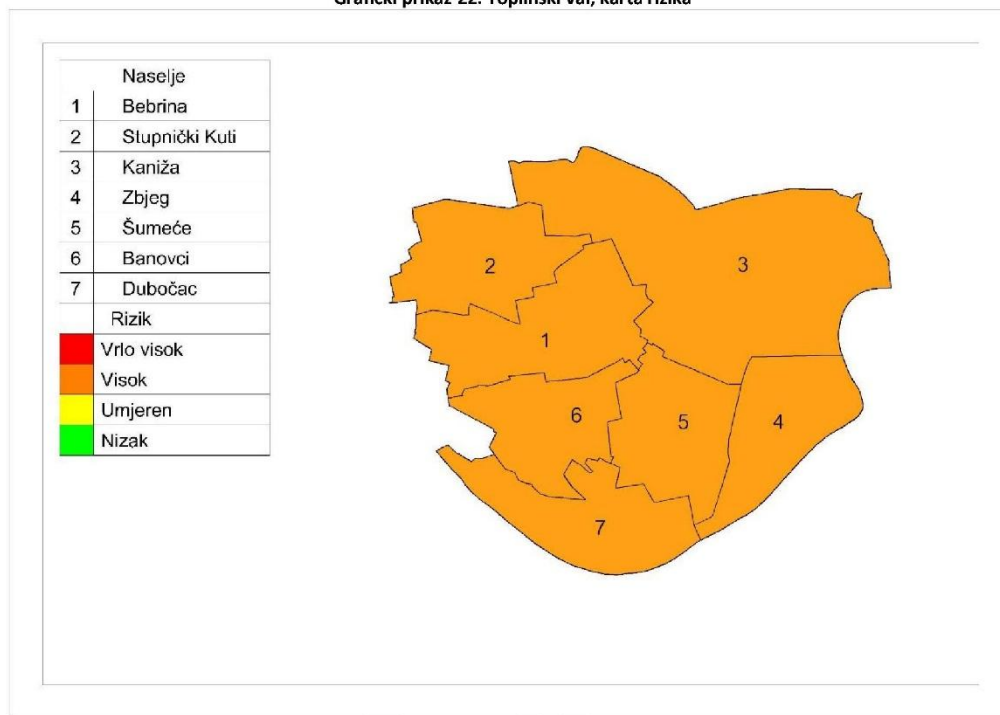 Grafički prikaz 22. Toplinski val, karta rizika
Naselje
1 Bebrina
2 Stupnički Kuti
3 Kaniža
4 Zbjeg
5 Šumeće
6 Banovci
7 Dubočac
Rizik
Vrlo visok
Visok
Umjeren
Nizak
3
2
1
6
5
4
7